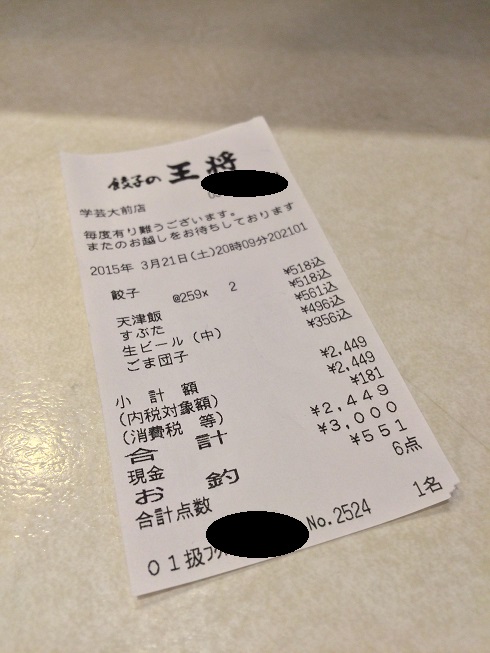 餃子の 王将
学芸大前店
毎度有り難うございます。
またのお越しをお待ちしております
2015年 3月21日(土)20時09分202101
餃子 @259x 2 ¥518込
天津飯 ¥518込
すぶた ¥561込
生ビール(中) ¥496込
ごま団子 ¥356込
小 計 額 ¥2,449
(内税対象額) ¥2,449
(消費税 等) ¥181
合 計 ¥2,449
現金 ¥3,000
お 釣 ¥551
合計点数 6点
1名
01扱 No.2524